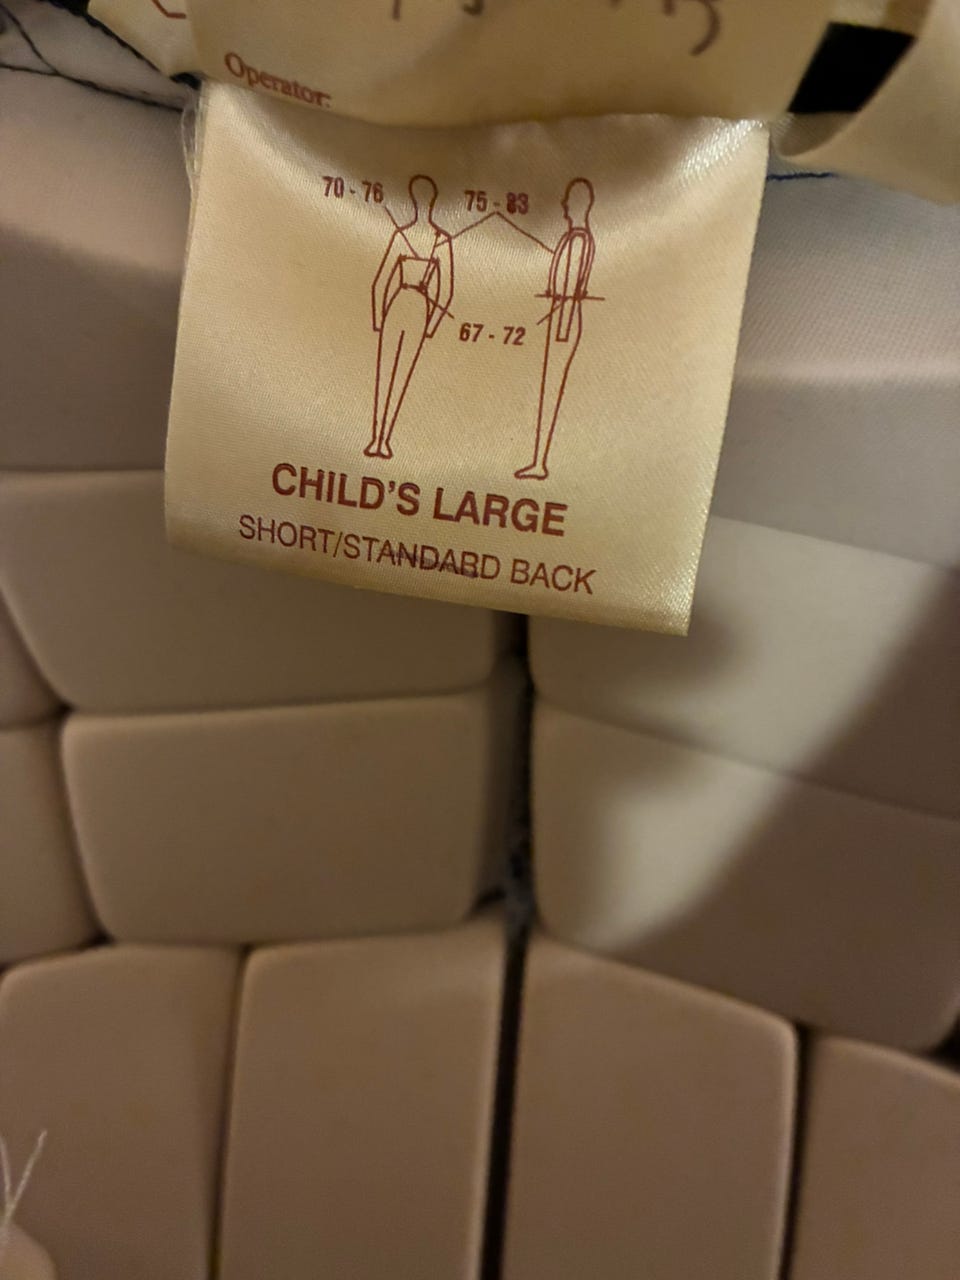 Operator:
70 - 76
75 - 83
67 - 72
CHILD'S LARGE
SHORT/STANDARD BACK